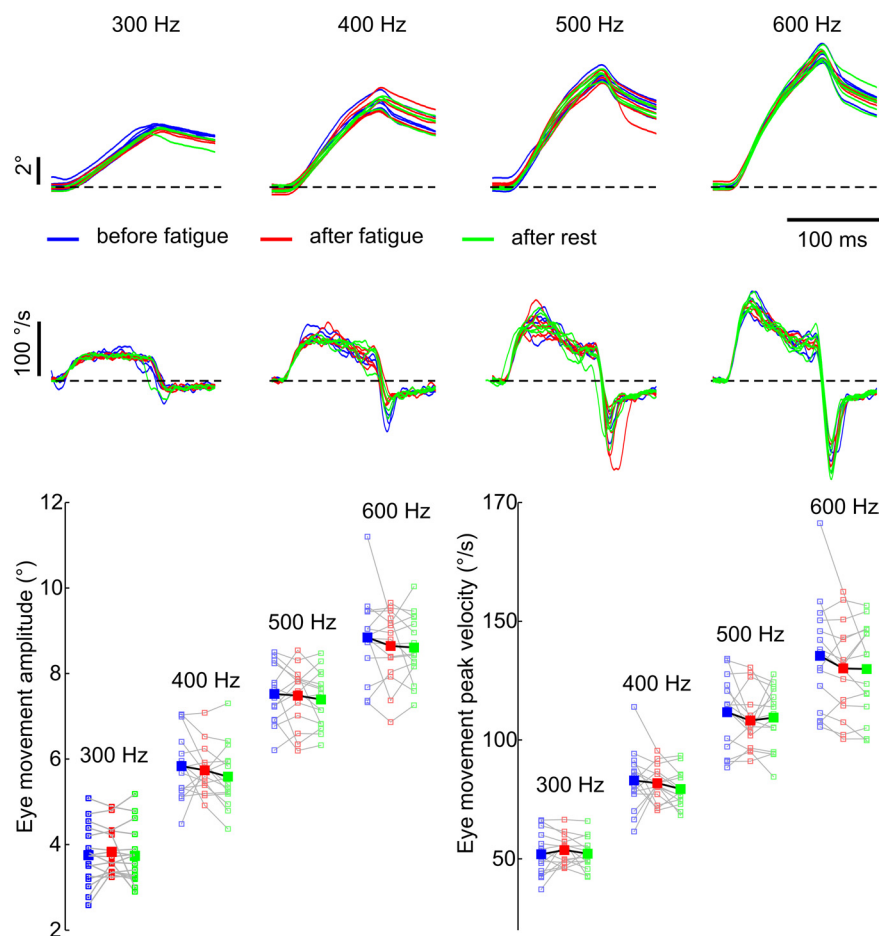 300 Hz
400 Hz
500 Hz
600 Hz
2°
before fatigue
after fatigue
after rest
100 ms
100 °/s
Eye movement amplitude (°)
12
10
8
6
4
2
300 Hz
400 Hz
500 Hz
600 Hz
Eye movement peak velocity (°/s)
170
150
100
50
300 Hz
400 Hz
500 Hz
600 Hz